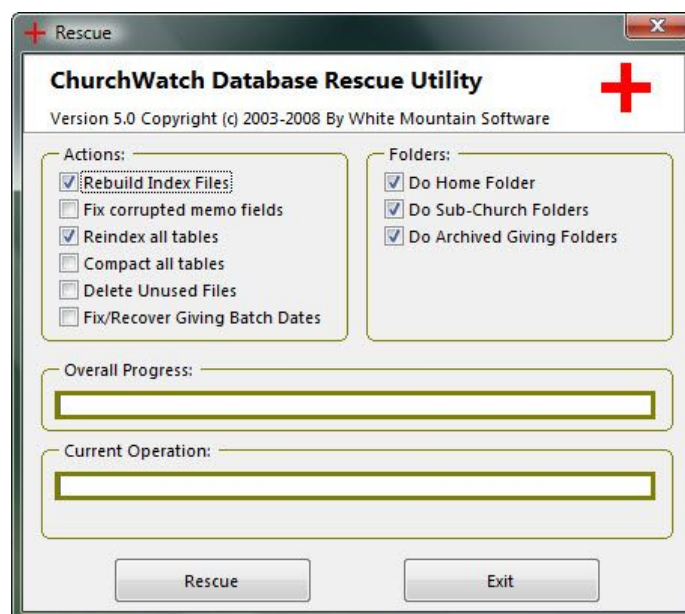 Rescue
ChurchWatch Database Rescue Utility
Version 5.0 Copyright (c) 2003-2008 By White Mountain Software
Actions:
Rebuild Index Files
Fix corrupted memo fields
Reindex all tables
Compact all tables
Delete Unused Files
Fix/Recover Giving Batch Dates
Folders:
Do Home Folder
Do Sub-Church Folders
Do Archived Giving Folders
Overall Progress:
Current Operation:
Rescue
Exit